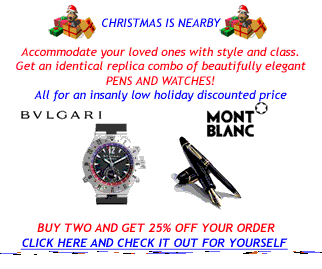 CHRISTMAS IS NEARBY
Accommodate your loved ones with style and class.
Get an identical replica combo of beautifully elegant
PENS AND WATCHES!
All for an insanly low holiday discounted price
BVLGARI
MONT
BLANC
BUY TWO AND GET 25% OFF YOUR ORDER
CLICK HERE AND CHECK IT OUT FOR YOURSELF